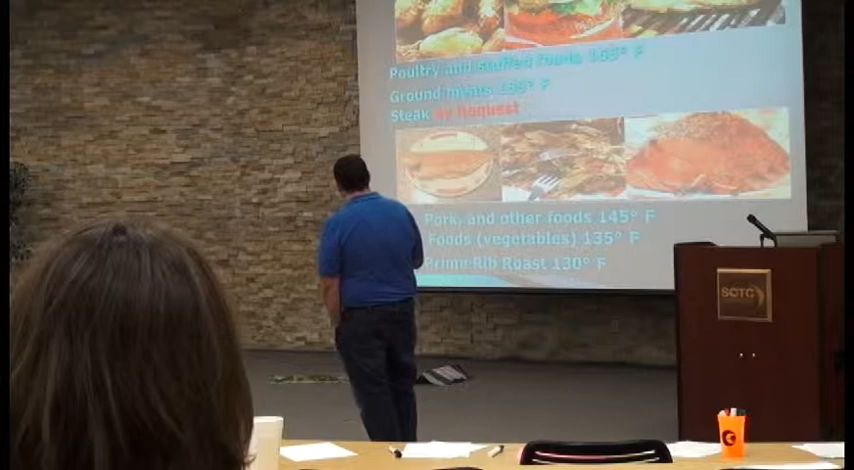 Poultry and stuffed foods 165° F
Ground meats 155° F
Steak by Request
Pork, and other foods 145° F
Foods (vegetables) 135° F
Prime Rib Roast 130° F
SCTC